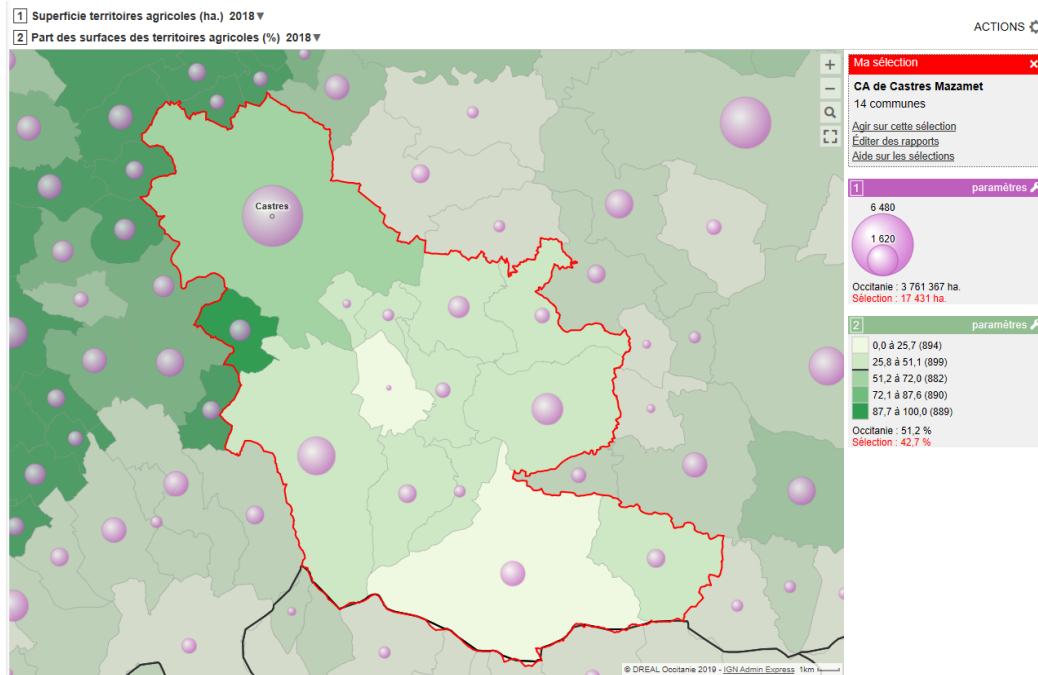 1 Superficie territoires agricoles (ha.) 2018▼
2 Part des surfaces des territoires agricoles (%) 2018▼
ACTIONS
Castres
+
−
Ma sélection ×
CA de Castres Mazamet
14 communes
Agir sur cette sélection
Éditer des rapports
Aide sur les sélections
1 paramètres
6 480
1 620
Occitanie : 3 761 367 ha.
Sélection : 17 431 ha.
2 paramètres
0,0 à 25,7 (894)
25,8 à 51,1 (899)
51,2 à 72,0 (882)
72,1 à 87,6 (890)
87,7 à 100,0 (889)
Occitanie : 51,2 %
Sélection : 42,7 %
© DREAL Occitanie 2019 - IGN Admin Express 1km